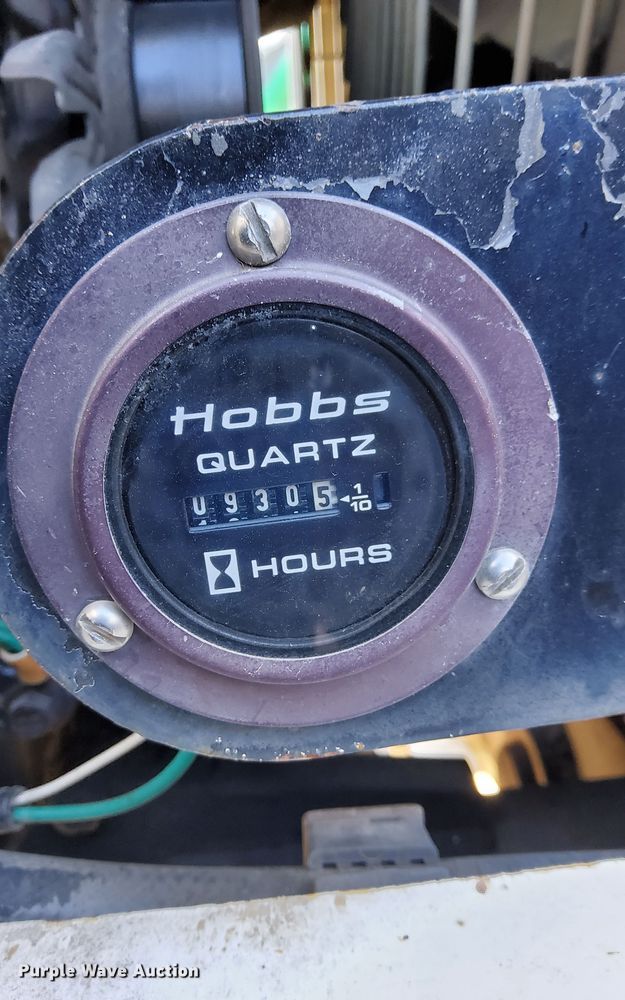 Hobbs
QUARTZ
09305 ◄1/10
HOURS
Purple Wave Auction